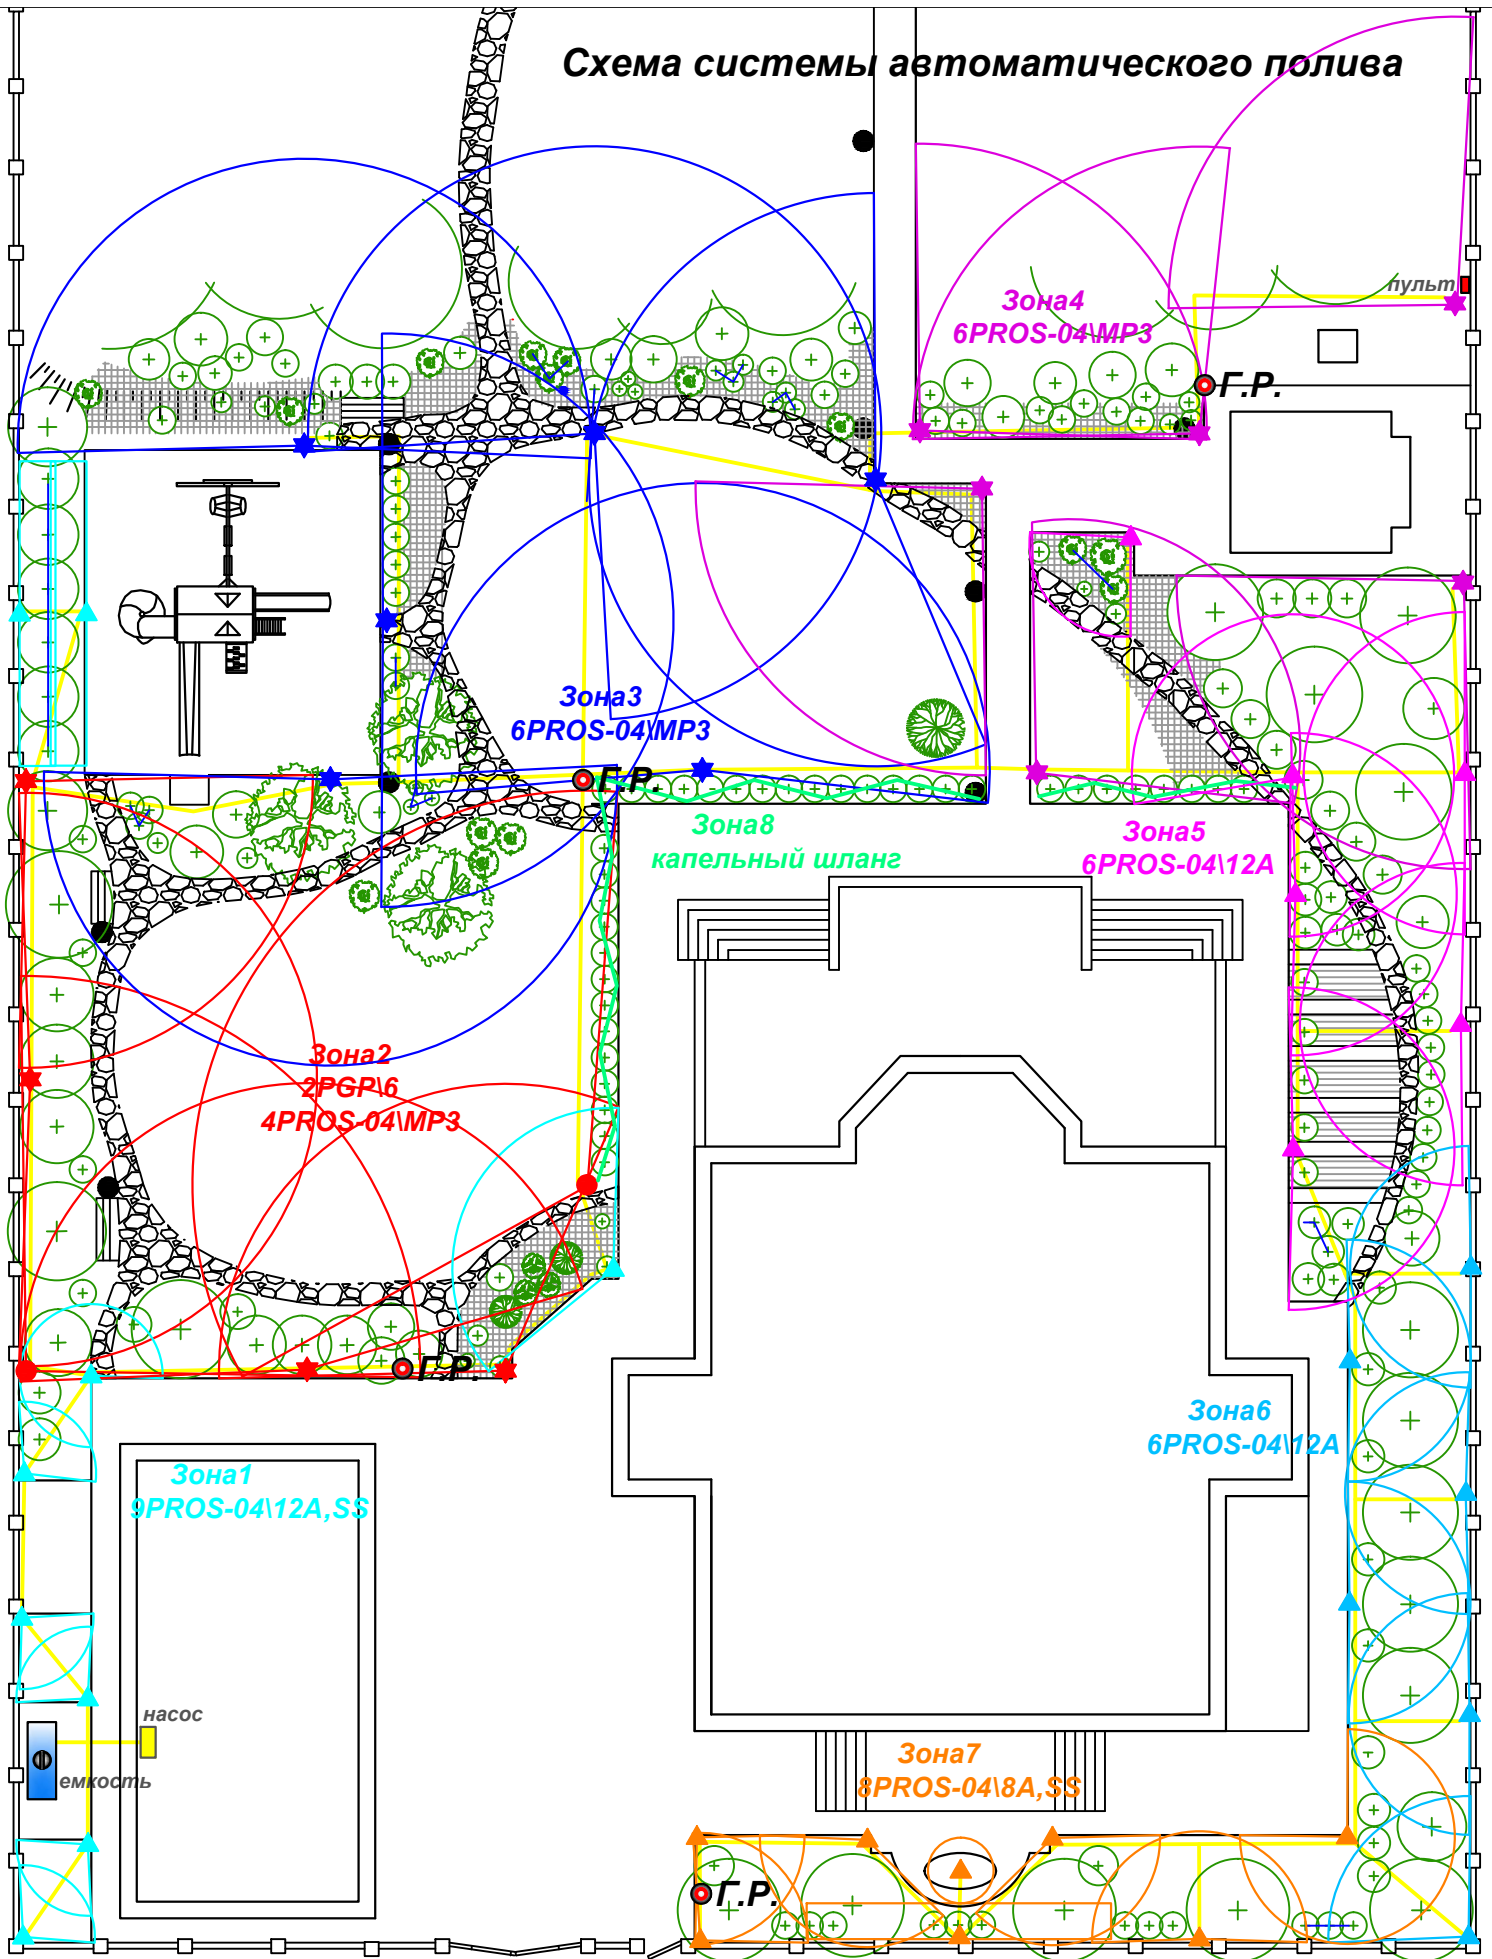 Схема системы автоматического полива
пульт
Зона4
6PROS-04\MP3
Г.Р.
Зона3
6PROS-04\MP3
Г.Р.
Зона8
капельный шланг
Зона5
6PROS-04\12A
Зона2
2PGP\6
4PROS-04\MP3
Г.Р.
Зона6
6PROS-04\12A
Зона1
9PROS-04\12A,SS
насос
емкость
Зона7
8PROS-04\8A,SS
Г.Р.